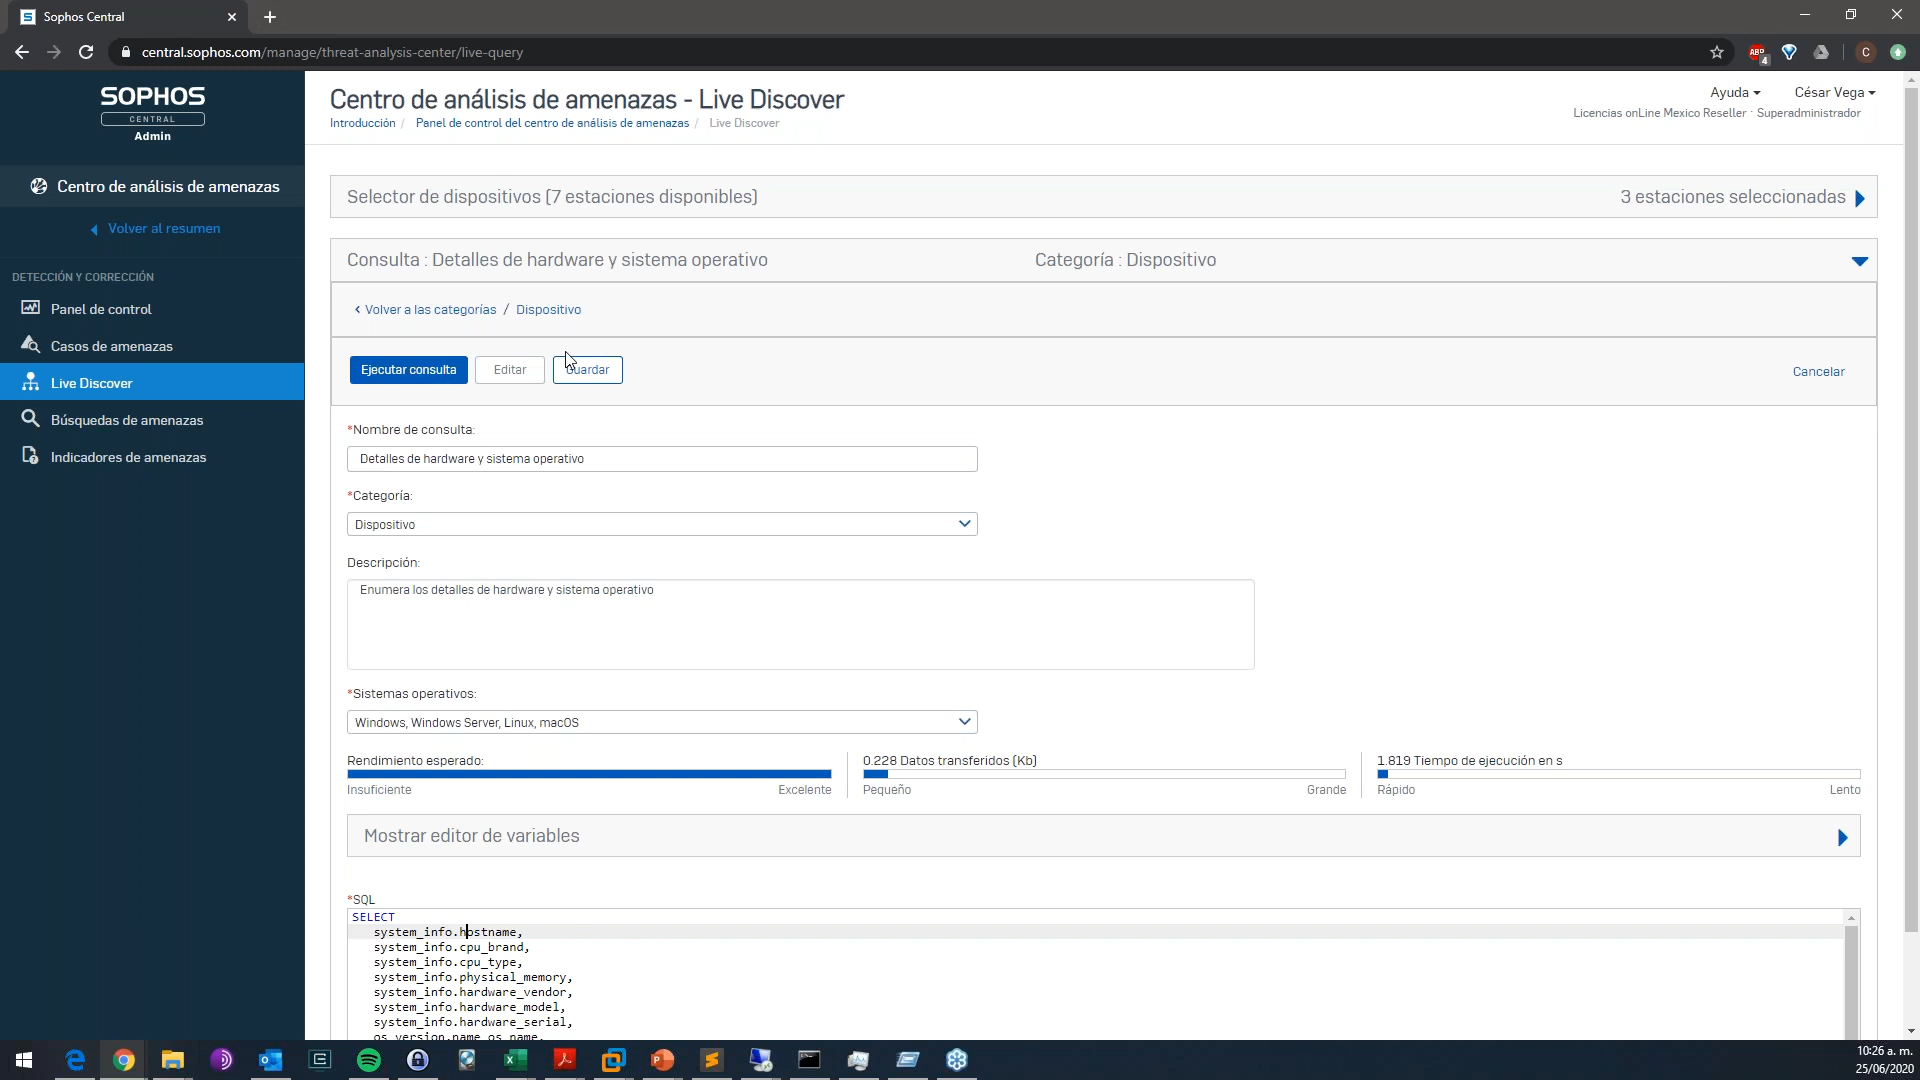 Sophos Central
central.sophos.com/manage/threat-analysis-center/live-query
ABP
4
C
SOPHOS
CENTRAL
Admin
Centro de análisis de amenazas
Volver al resumen
DETECCIÓN Y CORRECCIÓN
Panel de control
Casos de amenazas
Live Discover
Búsquedas de amenazas
Indicadores de amenazas
Centro de análisis de amenazas - Live Discover
Introducción / Panel de control del centro de análisis de amenazas / Live Discover
Ayuda
César Vega
Licencias onLine Mexico Reseller · Superadministrador
Selector de dispositivos (7 estaciones disponibles)
3 estaciones seleccionadas
Consulta : Detalles de hardware y sistema operativo
Categoría : Dispositivo
Volver a las categorías / Dispositivo
Ejecutar consulta
Editar
Guardar
Cancelar
*Nombre de consulta:
Detalles de hardware y sistema operativo
*Categoría:
Dispositivo
Descripción:
Enumera los detalles de hardware y sistema operativo
*Sistemas operativos:
Windows, Windows Server, Linux, macOS
Rendimiento esperado:
Insuficiente
Excelente
0.228 Datos transferidos (Kb)
Pequeño
Grande
1.819 Tiempo de ejecución en s
Rápido
Lento
Mostrar editor de variables
*SQL
SELECT
system_info.hostname,
system_info.cpu_brand,
system_info.cpu_type,
system_info.physical_memory,
system_info.hardware_vendor,
system_info.hardware_model,
system_info.hardware_serial,
os_version.name os_name,
10:26 a. m.
25/06/2020